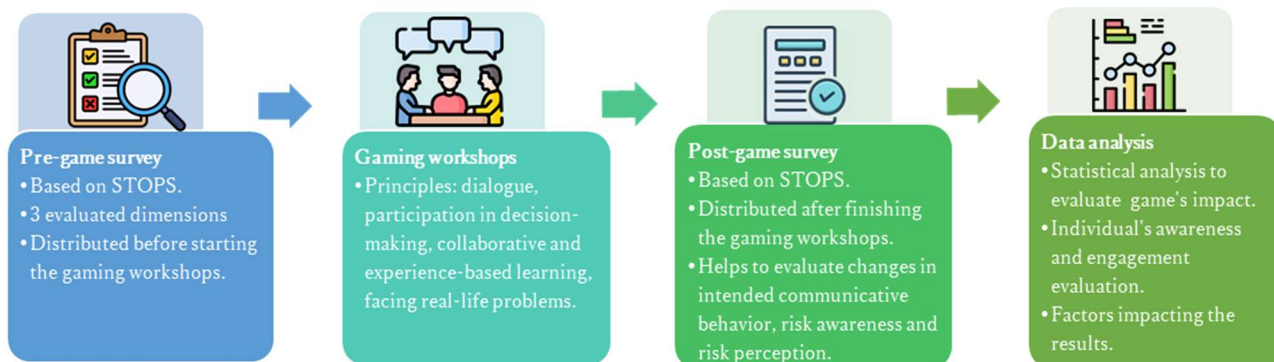 Pre-game survey
•Based on STOPS.
•3 evaluated dimensions
•Distributed before starting
the gaming workshops.
Gaming workshops
•Principles: dialogue,
participation in decision-
making, collaborative and
experience-based learning,
facing real-life problems.
Post-game survey
•Based on STOPS.
•Distributed after finishing
the gaming workshops.
•Helps to evaluate changes in
intended communicative
behavior, risk awareness and
risk perception.
Data analysis
•Statistical analysis to
evaluate game's impact.
•Individual's awareness
and engagement
evaluation.
•Factors impacting the
results.